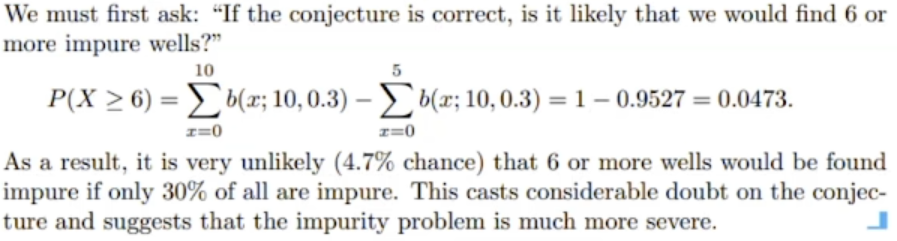 We must first ask: “If the conjecture is correct, is it likely that we would find 6 or
more impure wells?”
P(X ≥ 6) = ∑_{x=0}^{10} b(x; 10, 0.3) − ∑_{x=0}^{5} b(x; 10, 0.3) = 1 − 0.9527 = 0.0473.
As a result, it is very unlikely (4.7% chance) that 6 or more wells would be found
impure if only 30% of all are impure. This casts considerable doubt on the conjec-
ture and suggests that the impurity problem is much more severe.